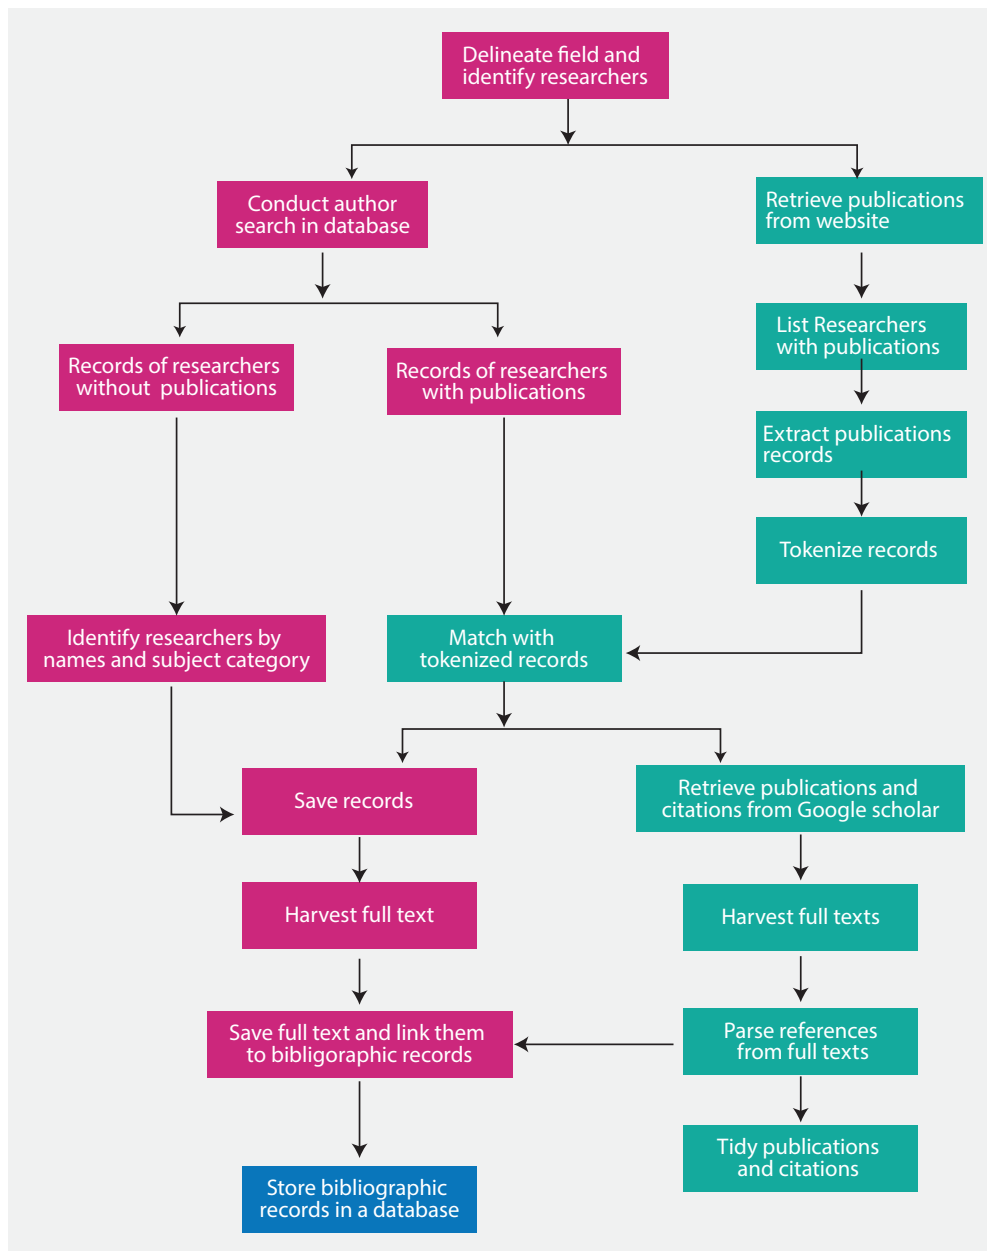 Delineate field and
identify researchers
Conduct author
search in database
Retrieve publications
from website
List Researchers
with publications
Records of researchers
without publications
Records of researchers
with publications
Extract publications
records
Tokenize records
Identify researchers by
names and subject category
Match with
tokenized records
Save records
Retrieve publications and
citations from Google scholar
Harvest full text
Harvest full texts
Save full text and link them
to bibligoraphic records
Parse references
from full texts
Tidy publications
and citations
Store bibliographic
records in a database